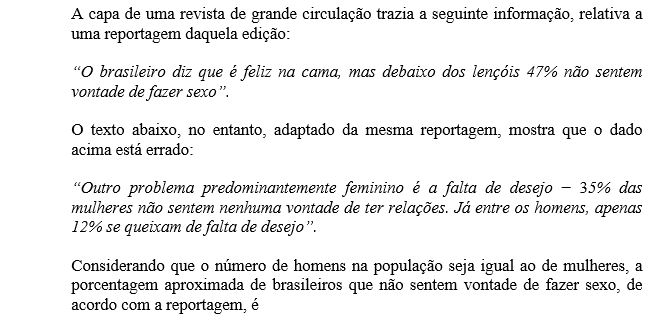 A capa de uma revista de grande circulação trazia a seguinte informação, relativa a
uma reportagem daquela edição:
“O brasileiro diz que é feliz na cama, mas debaixo dos lençóis 47% não sentem
vontade de fazer sexo”.
O texto abaixo, no entanto, adaptado da mesma reportagem, mostra que o dado
acima está errado:
“Outro problema predominantemente feminino é a falta de desejo − 35% das
mulheres não sentem nenhuma vontade de ter relações. Já entre os homens, apenas
12% se queixam de falta de desejo”.
Considerando que o número de homens na população seja igual ao de mulheres, a
porcentagem aproximada de brasileiros que não sentem vontade de fazer sexo, de
acordo com a reportagem, é